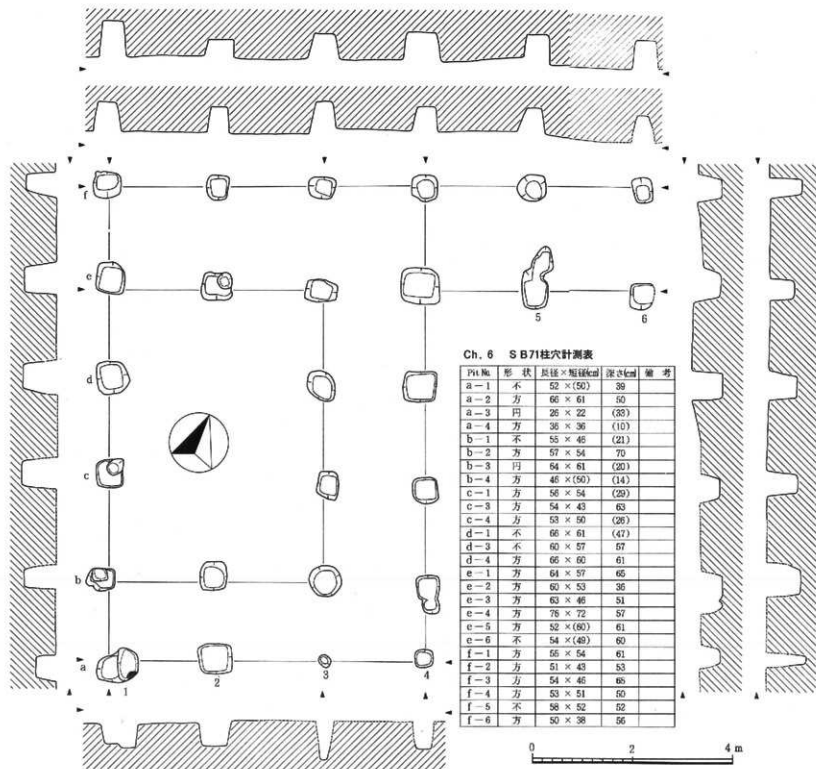 f
e
d
c
b
a
1
2
3
4
5
6
Ch. 6 SB71柱穴計測表
Pit No. 形状 長径×短径(cm) 深さ(cm) 備考
a-1 不 52×(50) 39
a-2 方 66×61 50
a-3 円 26×22 (33)
a-4 方 36×36 (10)
b-1 不 55×46 (21)
b-2 方 57×54 70
b-3 円 64×61 (20)
b-4 方 46×(50) (14)
c-1 方 56×54 (29)
c-3 方 54×43 63
c-4 方 53×50 (26)
d-1 不 66×61 (47)
d-3 不 60×57 57
d-4 方 66×60 61
e-1 方 64×57 65
e-2 方 60×53 36
e-3 方 63×46 51
e-4 方 76×72 57
e-5 方 52×(60) 61
e-6 不 54×(49) 60
f-1 方 55×54 61
f-2 方 51×43 53
f-3 方 54×46 65
f-4 方 53×51 50
f-5 不 58×52 52
f-6 方 50×38 56
0 2 4 m